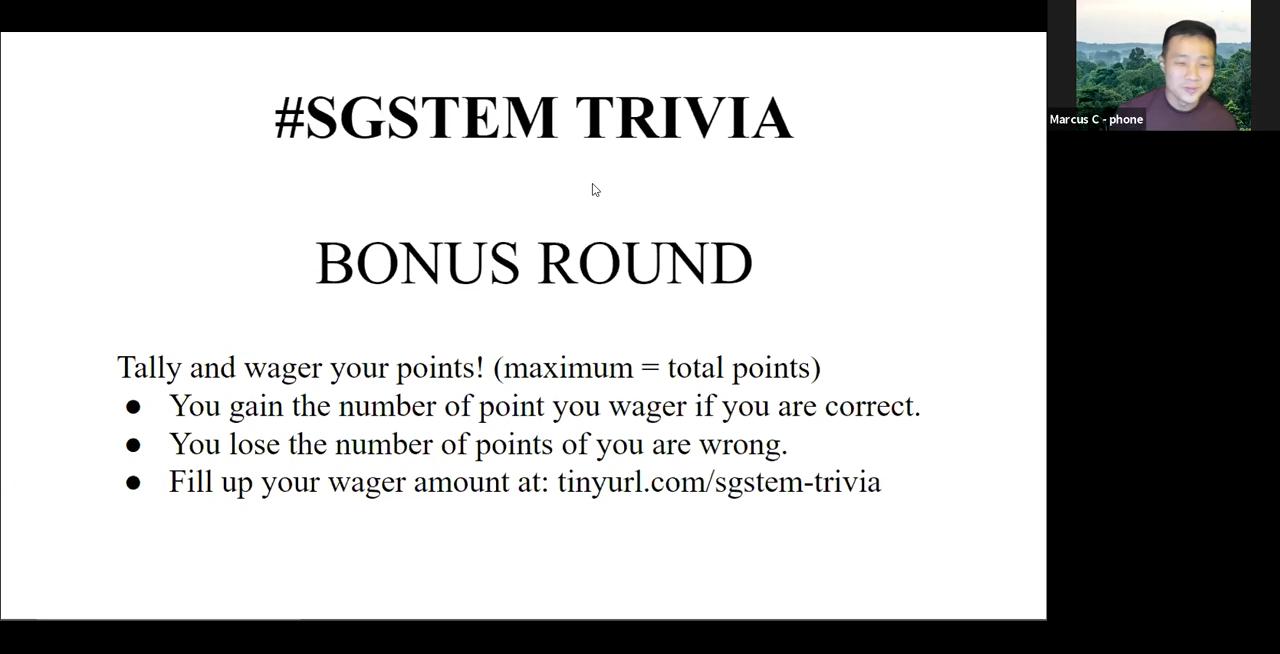 #SGSTEM TRIVIA
BONUS ROUND
Tally and wager your points! (maximum = total points)
● You gain the number of point you wager if you are correct.
● You lose the number of points of you are wrong.
● Fill up your wager amount at: tinyurl.com/sgstem-trivia
Marcus C - phone